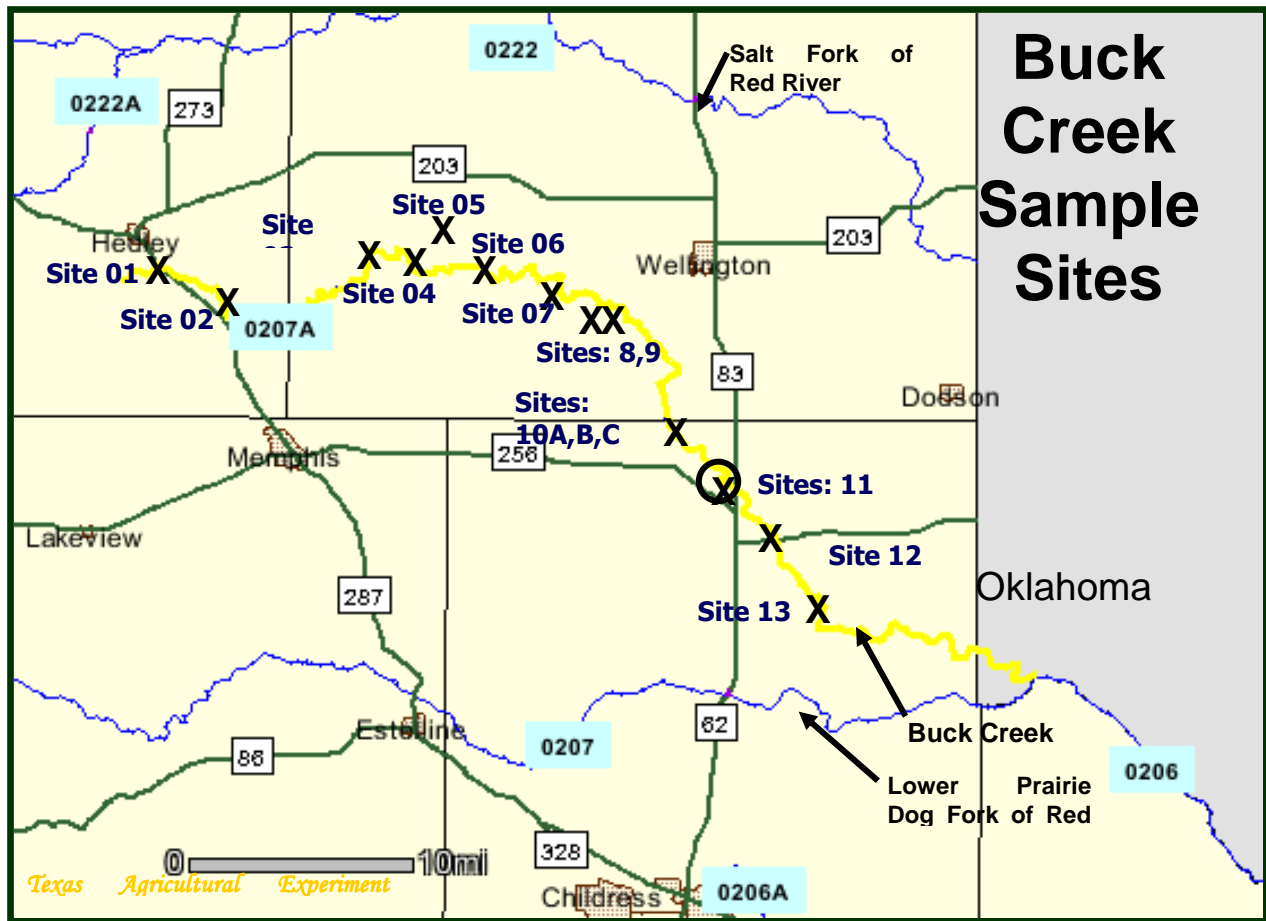 Buck
Creek
Sample
Sites
0222
Salt Fork of
Red River
0222A
273
203
Site 05
Site
Hedley
Site 06
203
Site 01
Wellington
Site 04
Site 02
Site 07
0207A
Sites: 8,9
83
Dodson
Sites:
10A,B,C
256
Memphis
Sites: 11
Lakeview
Site 12
Oklahoma
287
Site 13
Estelline
62
Buck Creek
0207
86
0206
Lower Prairie
Dog Fork of Red
328
0 10mi
Texas Agricultural Experiment
Childress
0206A